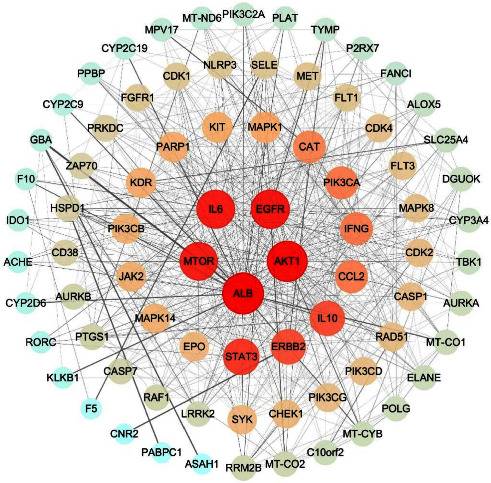 MT-ND6
PIK3C2A
PLAT
MPV17
TYMP
CYP2C19
NLRP3
SELE
P2RX7
PPBP
CDK1
MET
FANCI
CYP2C9
FGFR1
FLT1
ALOX5
PRKDC
KIT
MAPK1
CDK4
GBA
PARP1
CAT
SLC25A4
ZAP70
FLT3
F10
KDR
PIK3CA
DGUOK
HSPD1
IL6
EGFR
MAPK8
IDO1
PIK3CB
IFNG
CYP3A4
CD38
CDK2
ACHE
MTOR
AKT1
TBK1
JAK2
CCL2
AURKB
ALB
CASP1
CYP2D6
AURKA
MAPK14
IL10
PTGS1
RAD51
RORC
MT-CO1
EPO
ERBB2
STAT3
CASP7
PIK3CD
KLKB1
ELANE
RAF1
PIK3CG
F5
LRRK2
POLG
SYK
CHEK1
CNR2
MT-CYB
PABPC1
C10orf2
ASAH1
RRM2B
MT-CO2